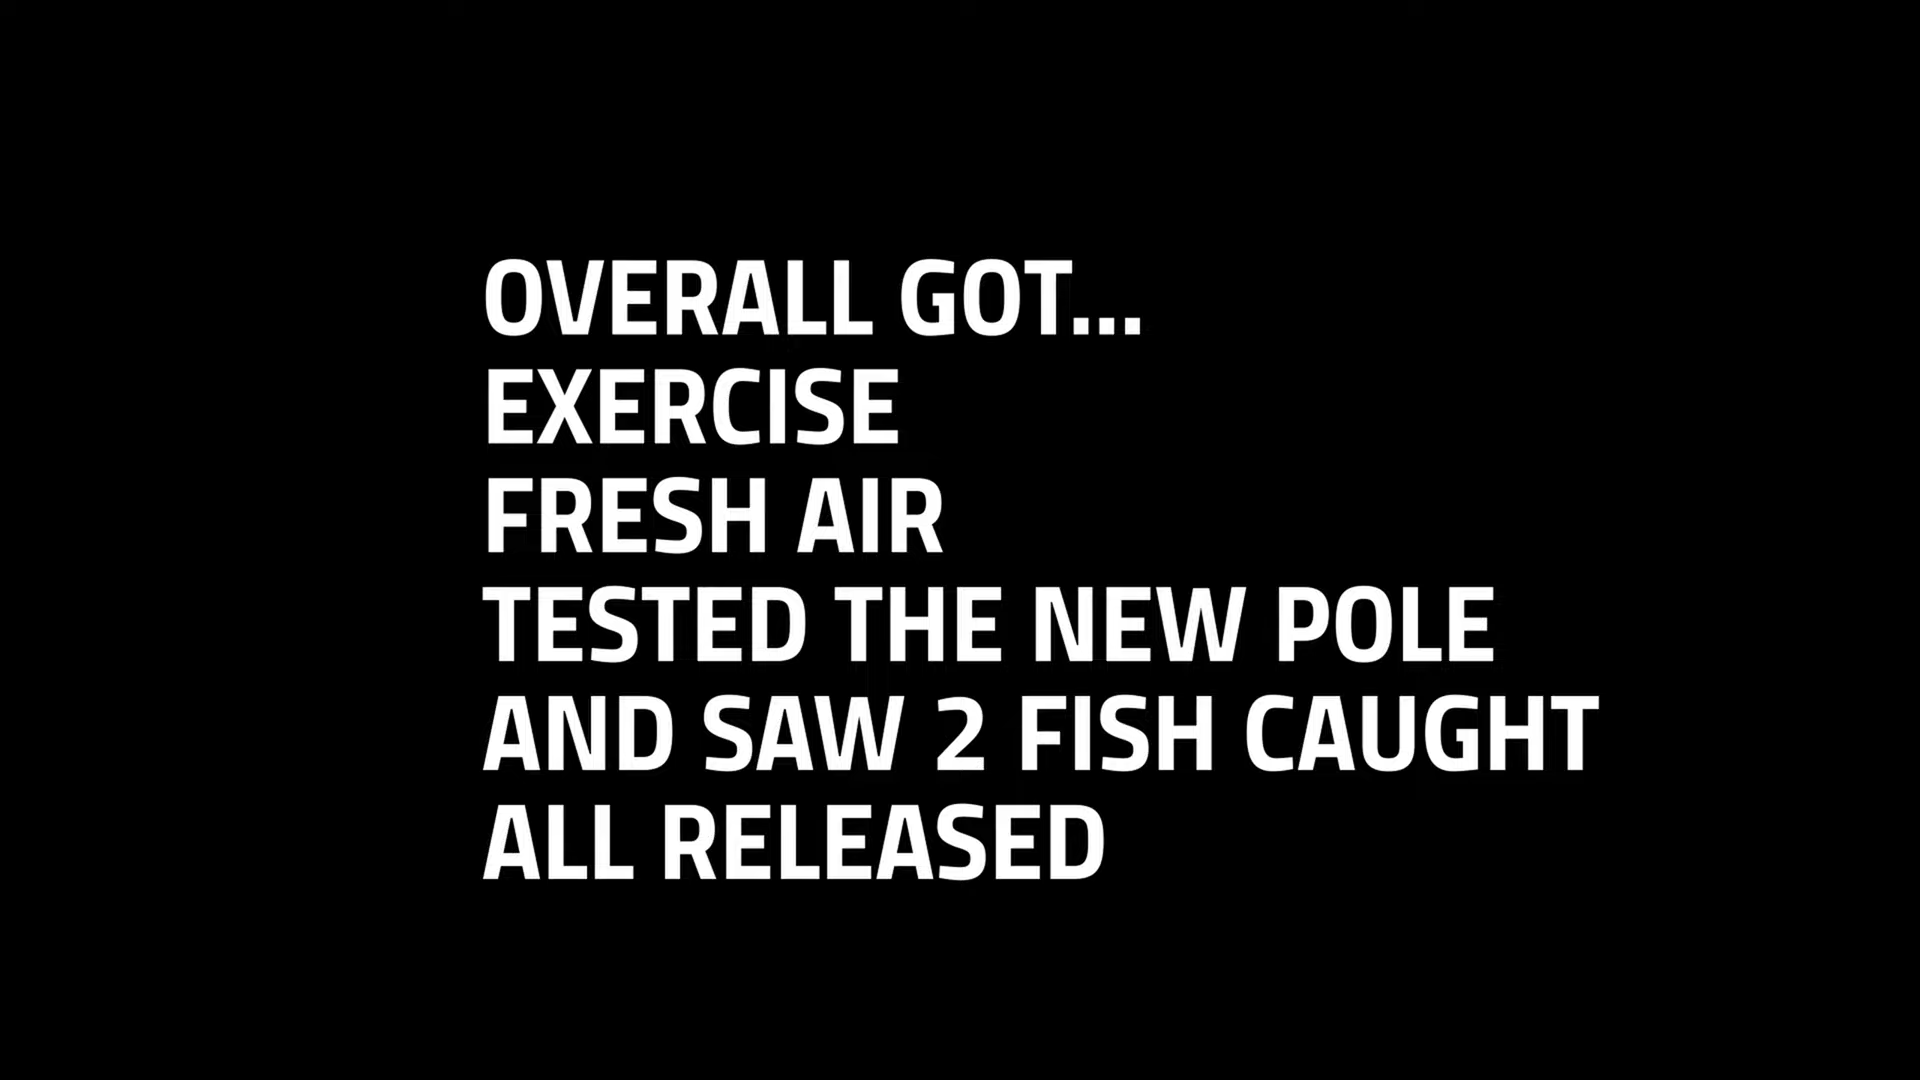 OVERALL GOT...
EXERCISE
FRESH AIR
TESTED THE NEW POLE
AND SAW 2 FISH CAUGHT
ALL RELEASED